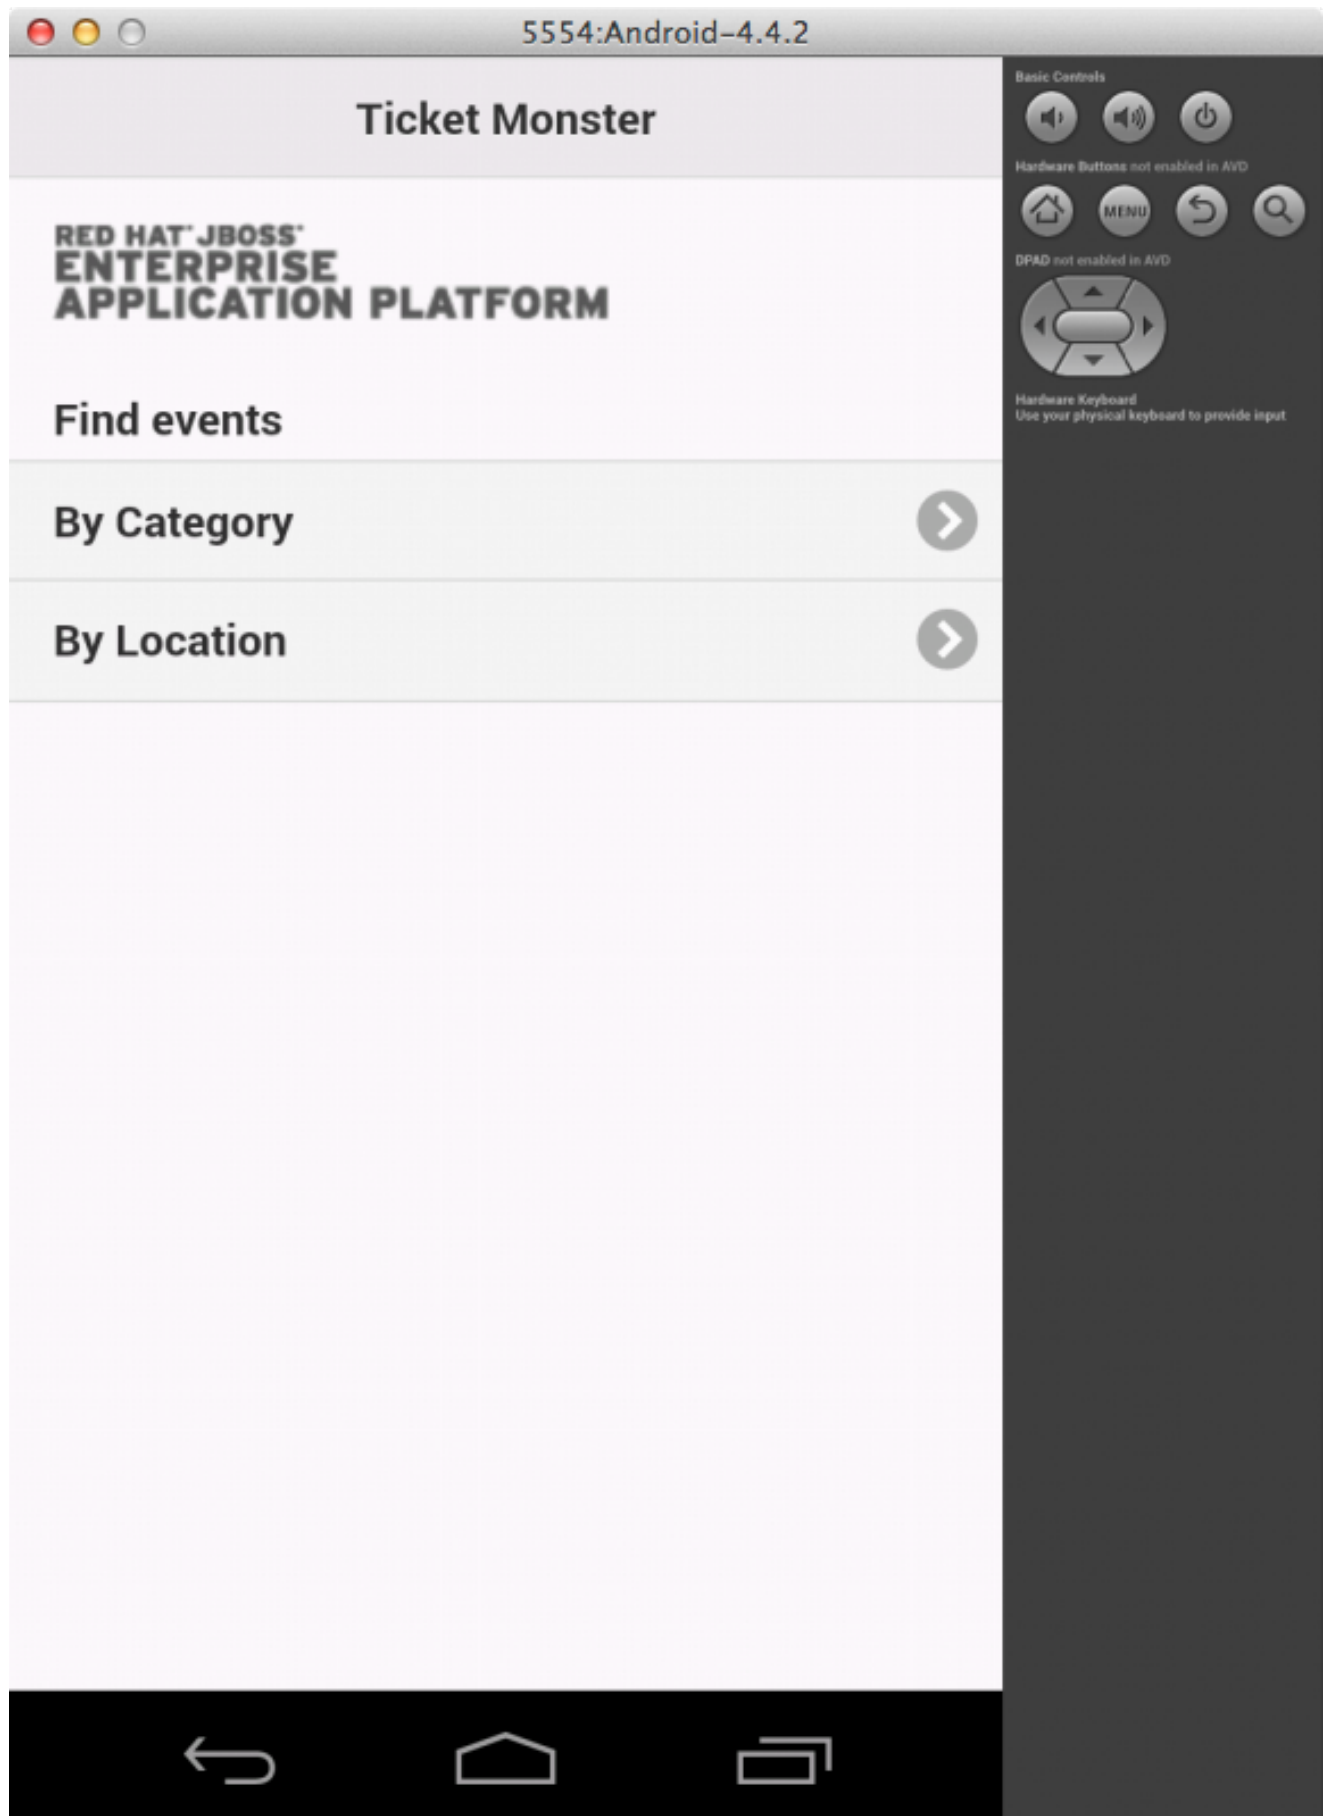 5554:Android-4.4.2
Ticket Monster
RED HAT® JBOSS®
ENTERPRISE
APPLICATION PLATFORM
Find events
By Category
By Location
Basic Controls
Hardware Buttons not enabled in AVD
MENU
DPAD not enabled in AVD
Hardware Keyboard
Use your physical keyboard to provide input